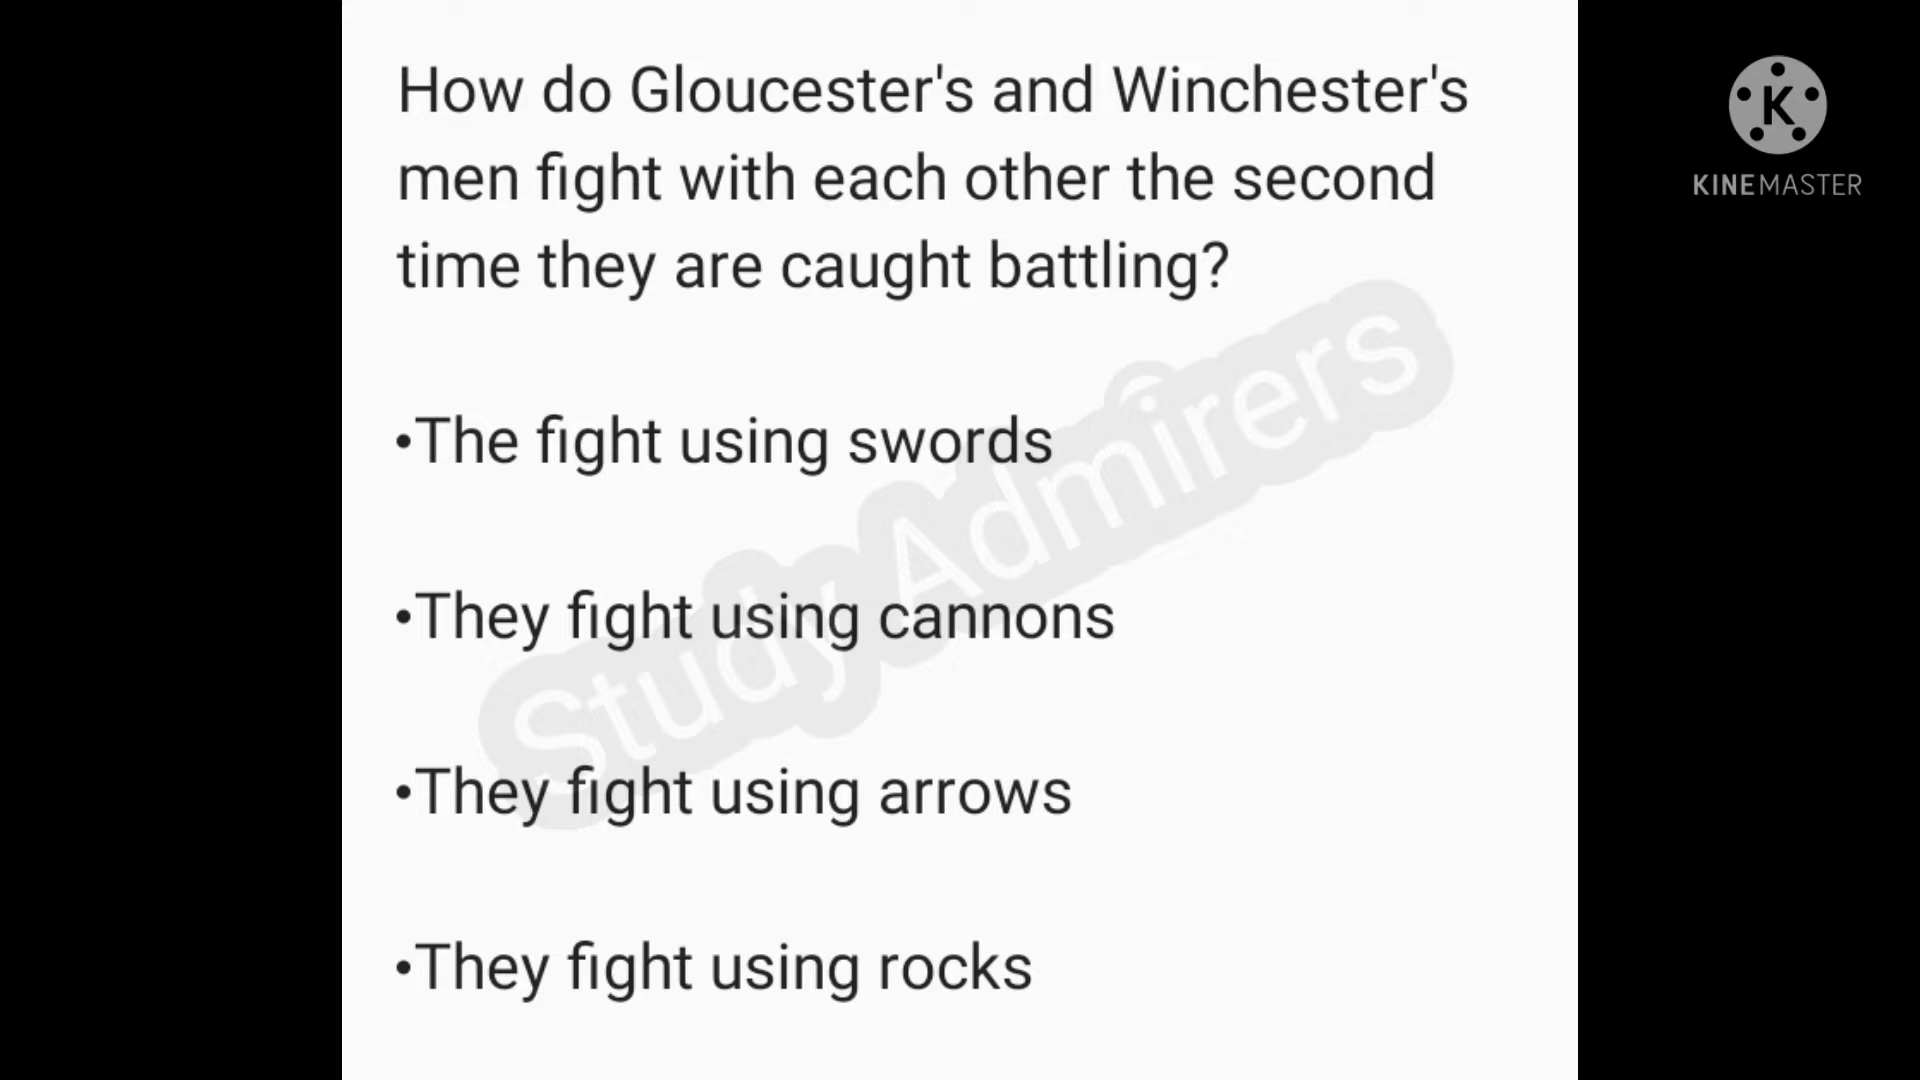 How do Gloucester's and Winchester's
men fight with each other the second
time they are caught battling?
•The fight using swords
•They fight using cannons
•They fight using arrows
•They fight using rocks
Study Admirers
K
KINEMASTER